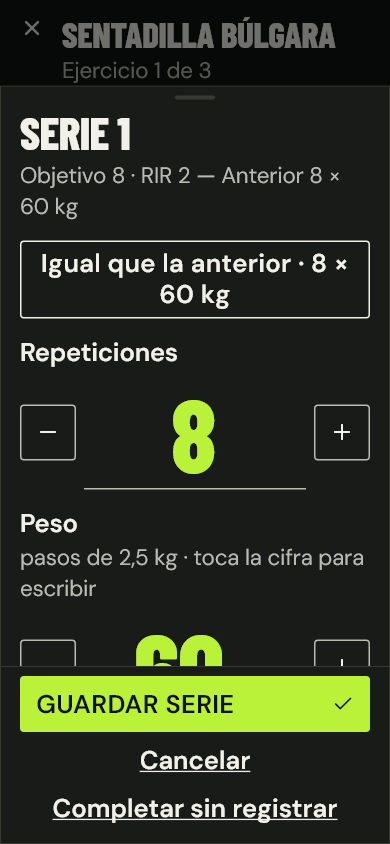 SENTADILLA BÚLGARA
Ejercicio 1 de 3
SERIE 1
Objetivo 8 · RIR 2 — Anterior 8 ×
60 kg
Igual que la anterior · 8 ×
60 kg
Repeticiones
8
Peso
pasos de 2,5 kg · toca la cifra para
escribir
60
GUARDAR SERIE
Cancelar
Completar sin registrar